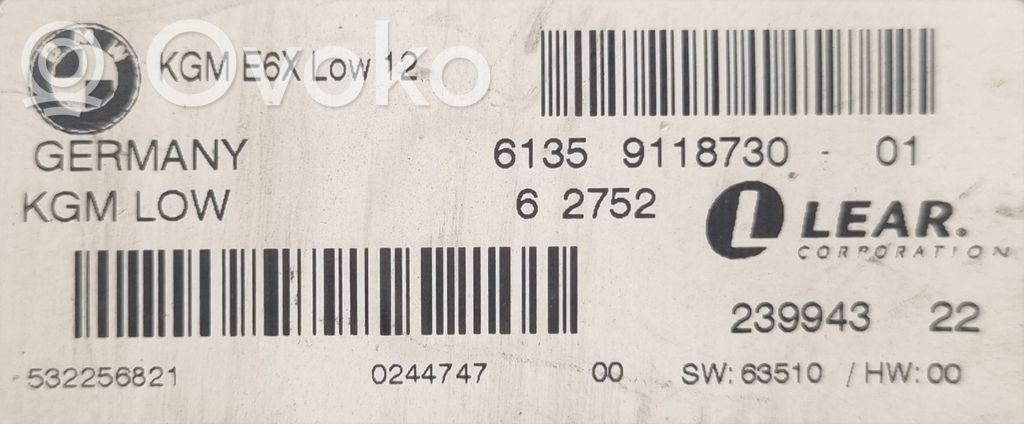 BMW
KGM E6X Low 12
Ovoko
GERMANY 6135 9118730 - 01
KGM LOW 6 2752
L LEAR.
CORPORATION
239943 22
532256821 0244747 00 SW: 63510 / HW: 00